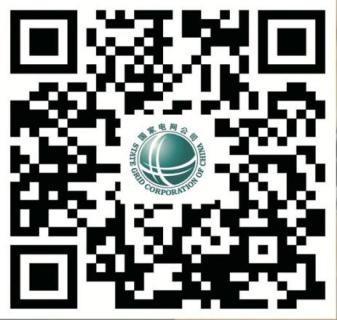 国家电网公司
STATE GRID CORPORATION OF CHINA